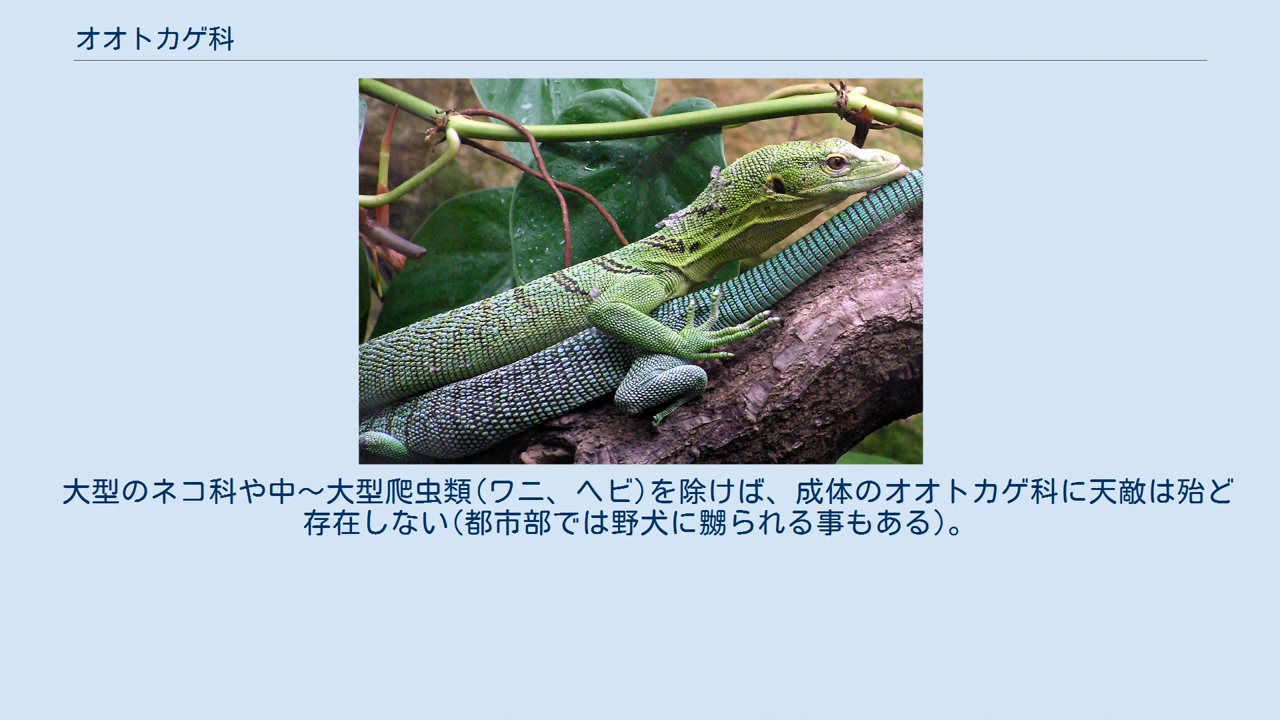 オオトカゲ科
大型のネコ科や中～大型爬虫類(ワニ、ヘビ)を除けば、成体のオオトカゲ科に天敵は殆ど
存在しない(都市部では野犬に嬲られる事もある)。